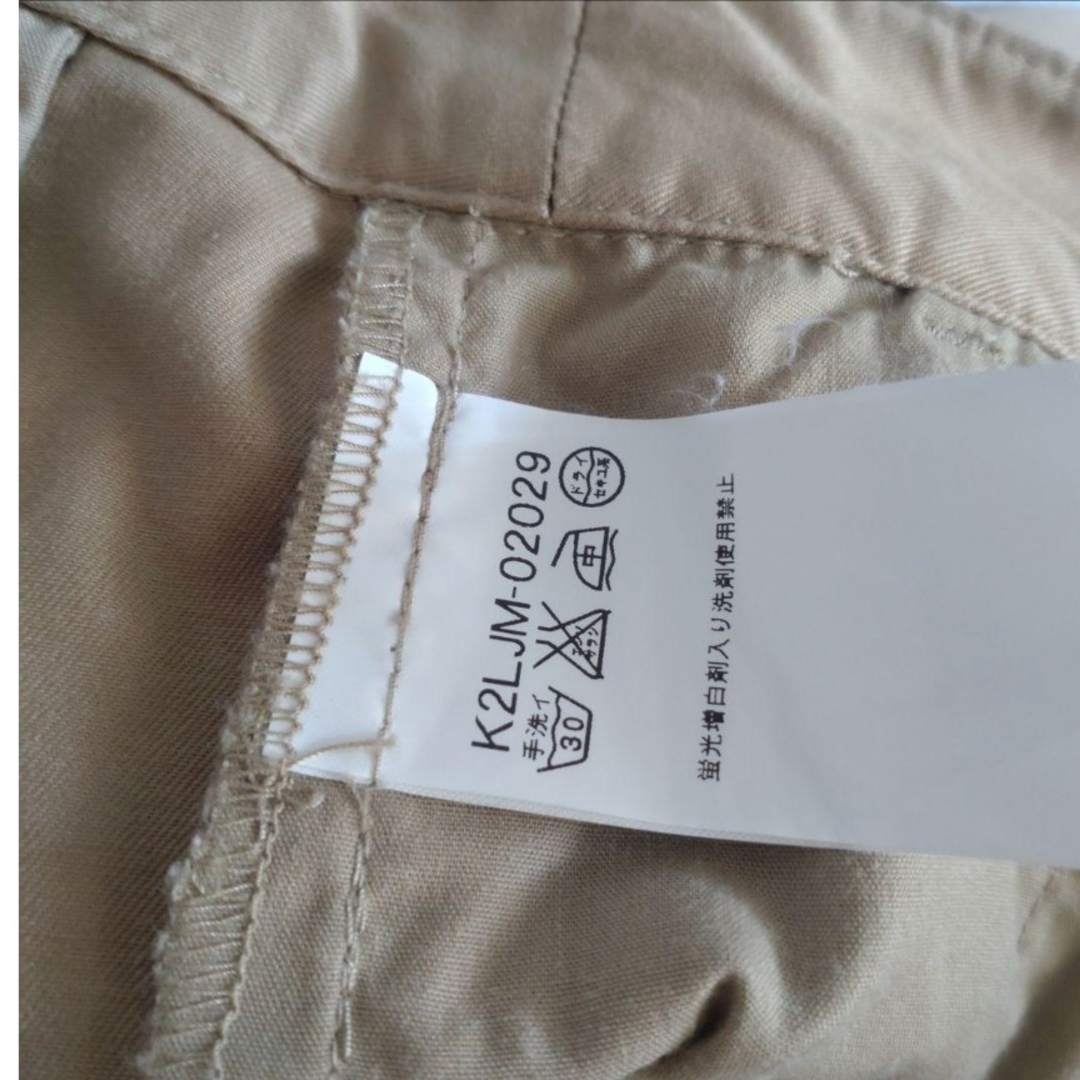 K2LJM-02029
手洗イ
30
エンソ
サラシ
中
ドライ
セキユ系
蛍光増白剤入り洗剤使用禁止